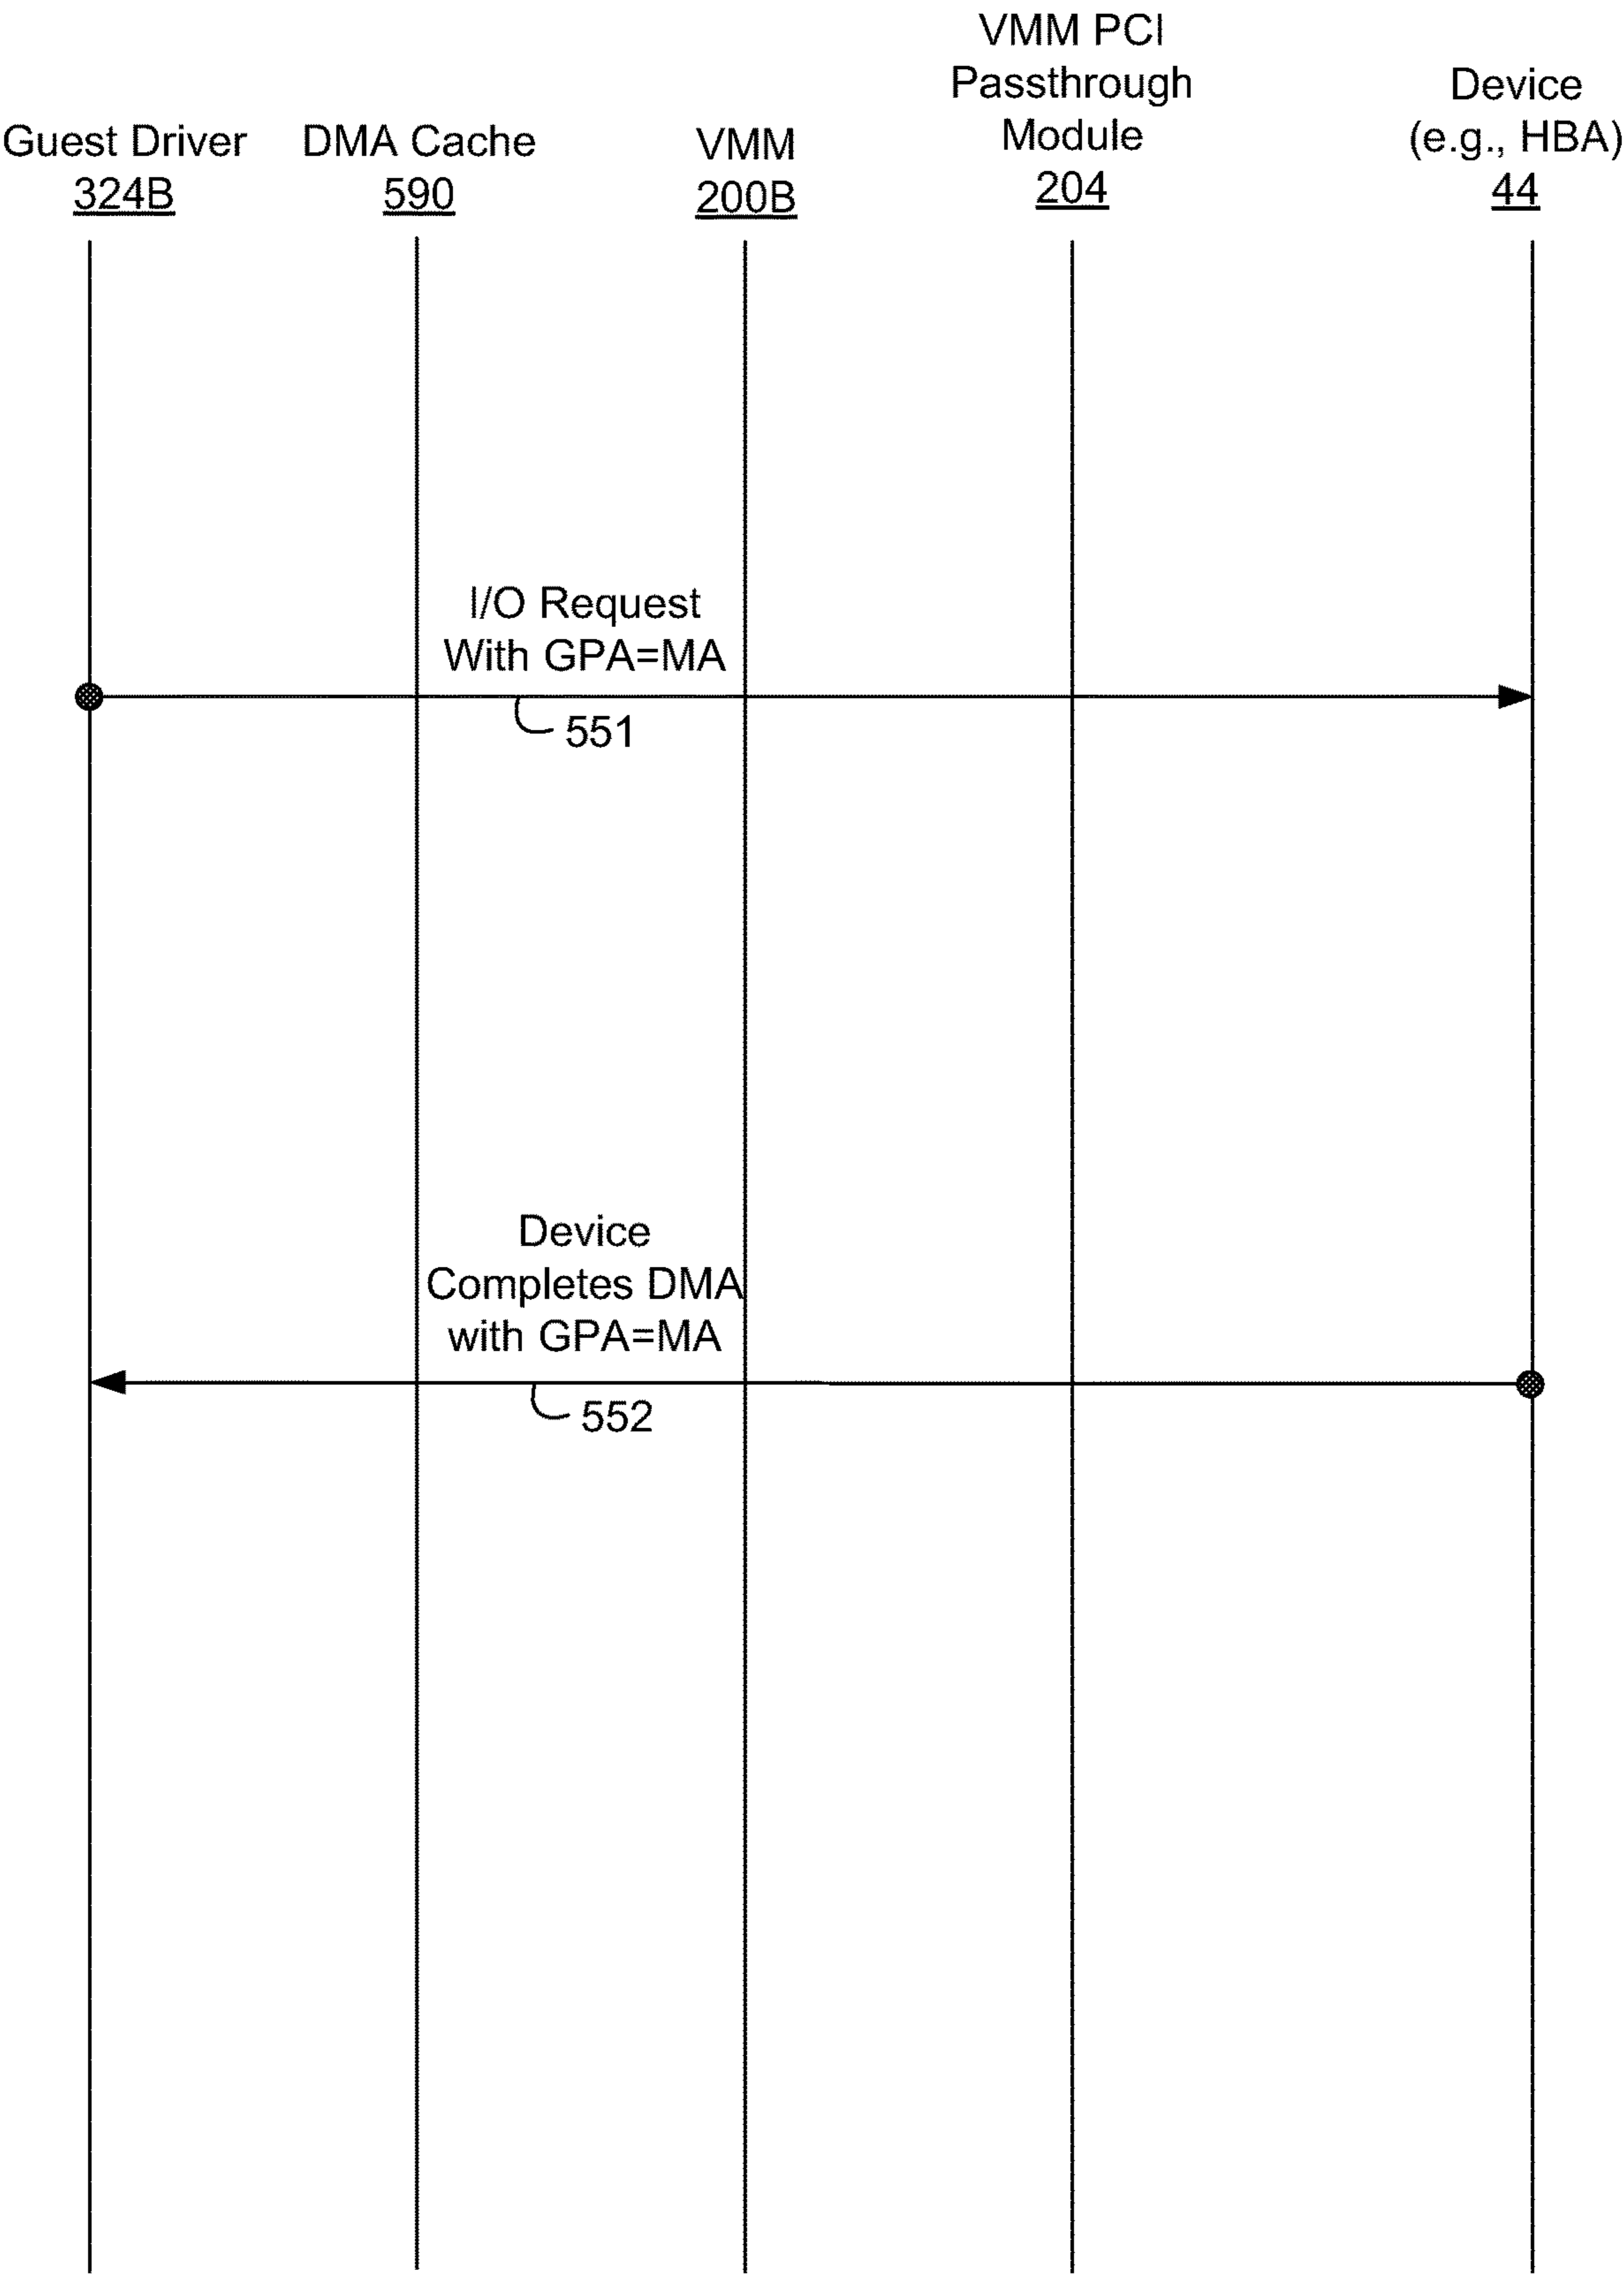 Guest Driver
324B
DMA Cache
590
VMM
200B
VMM PCI
Passthrough
Module
204
Device
(e.g., HBA)
44
I/O Request
With GPA=MA
551
Device
Completes DMA
with GPA=MA
552